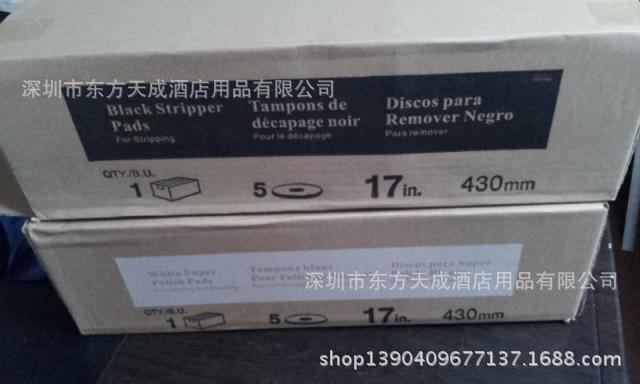 深圳市东方天成酒店用品有限公司
Black Stripper Pads
For Stripping
Tampons de décapage noir
Pour le décapage
Discos para Remover Negro
Para remover
QTY./B.U.
1 5 17in. 430mm
White Super Polish Pads
Tampons blanc
Pour
Discos para Super
深圳市东方天成酒店用品有限公司
QTY./B.U.
1 5 17in. 430mm
shop1390409677137.1688.com